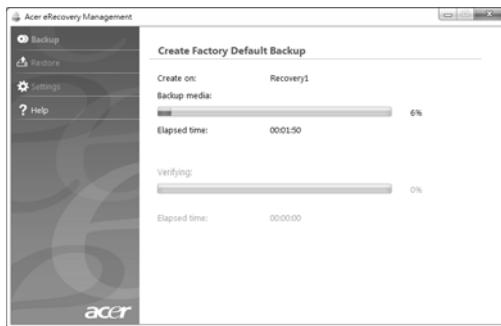 Acer eRecovery Management
Backup
Restore
Settings
? Help
acer
Create Factory Default Backup
Create on: Recovery1
Backup media:
6%
Elapsed time: 00:01:50
Verifying:
0%
Elapsed time: 00:00:00